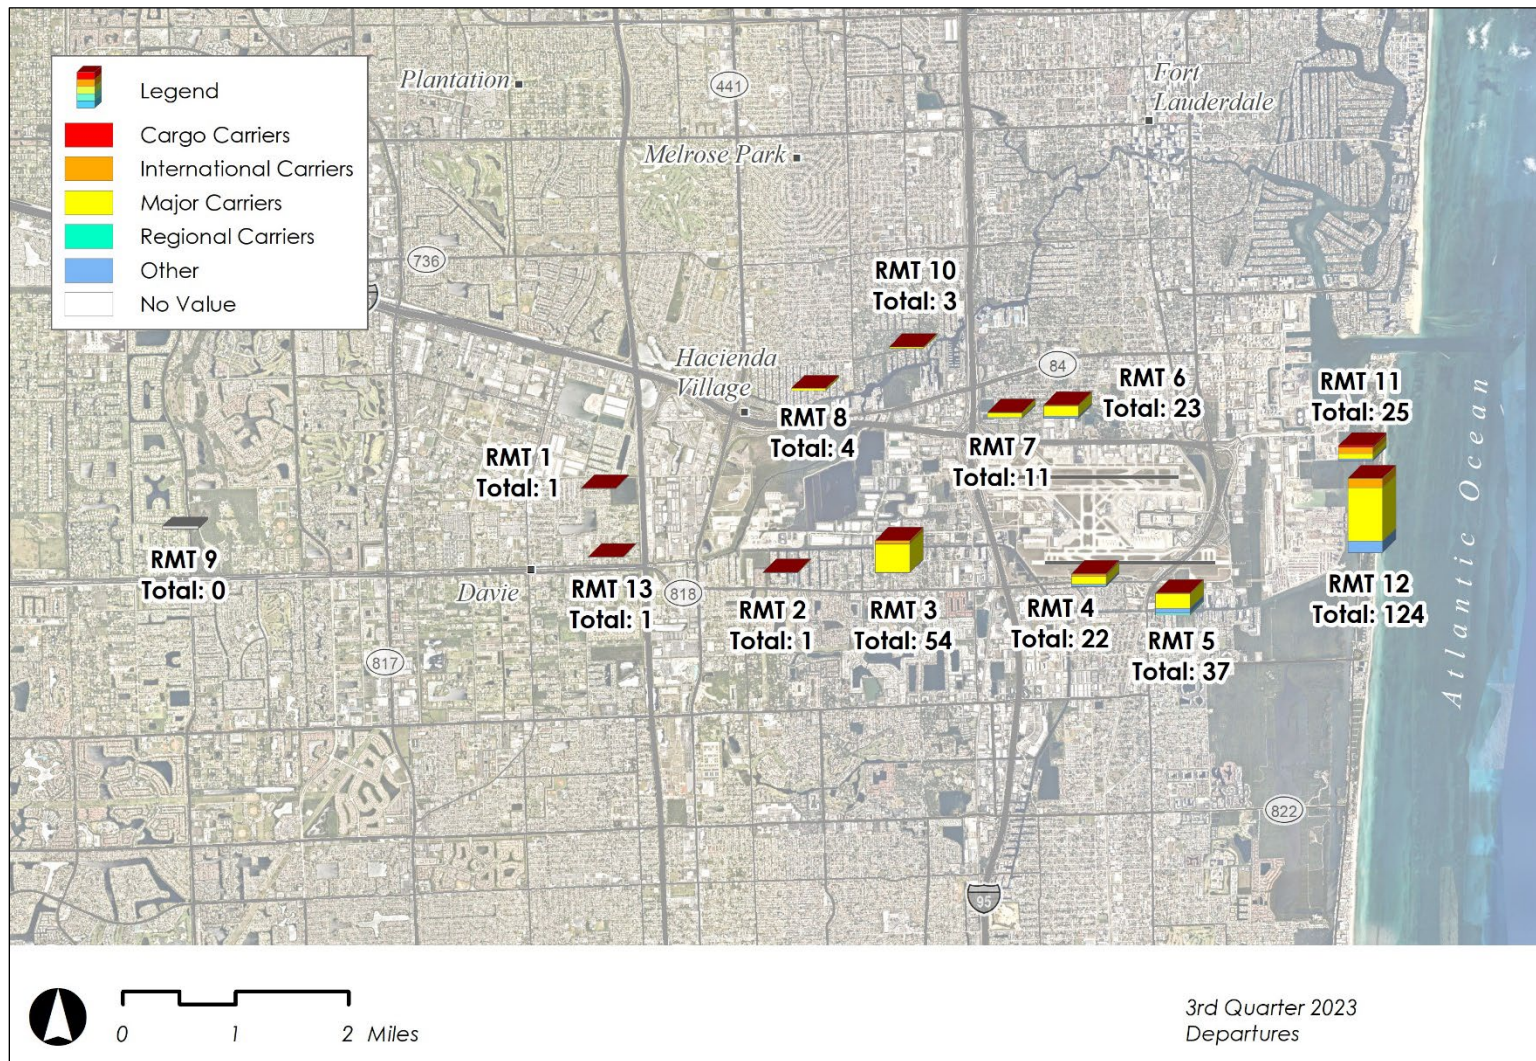 Legend
Cargo Carriers
International Carriers
Major Carriers
Regional Carriers
Other
No Value
Plantation
441
Fort
Lauderdale
Melrose Park
736
RMT 10
Total: 3
Hacienda
Village
84
RMT 6
Total: 23
RMT 11
Total: 25
RMT 8
Total: 4
RMT 7
Total: 11
RMT 1
Total: 1
Atlantic Ocean
RMT 9
Total: 0
Davie
RMT 13
Total: 1
818
RMT 2
Total: 1
RMT 3
Total: 54
RMT 4
Total: 22
RMT 5
Total: 37
RMT 12
Total: 124
817
822
95
0 1 2 Miles
3rd Quarter 2023
Departures